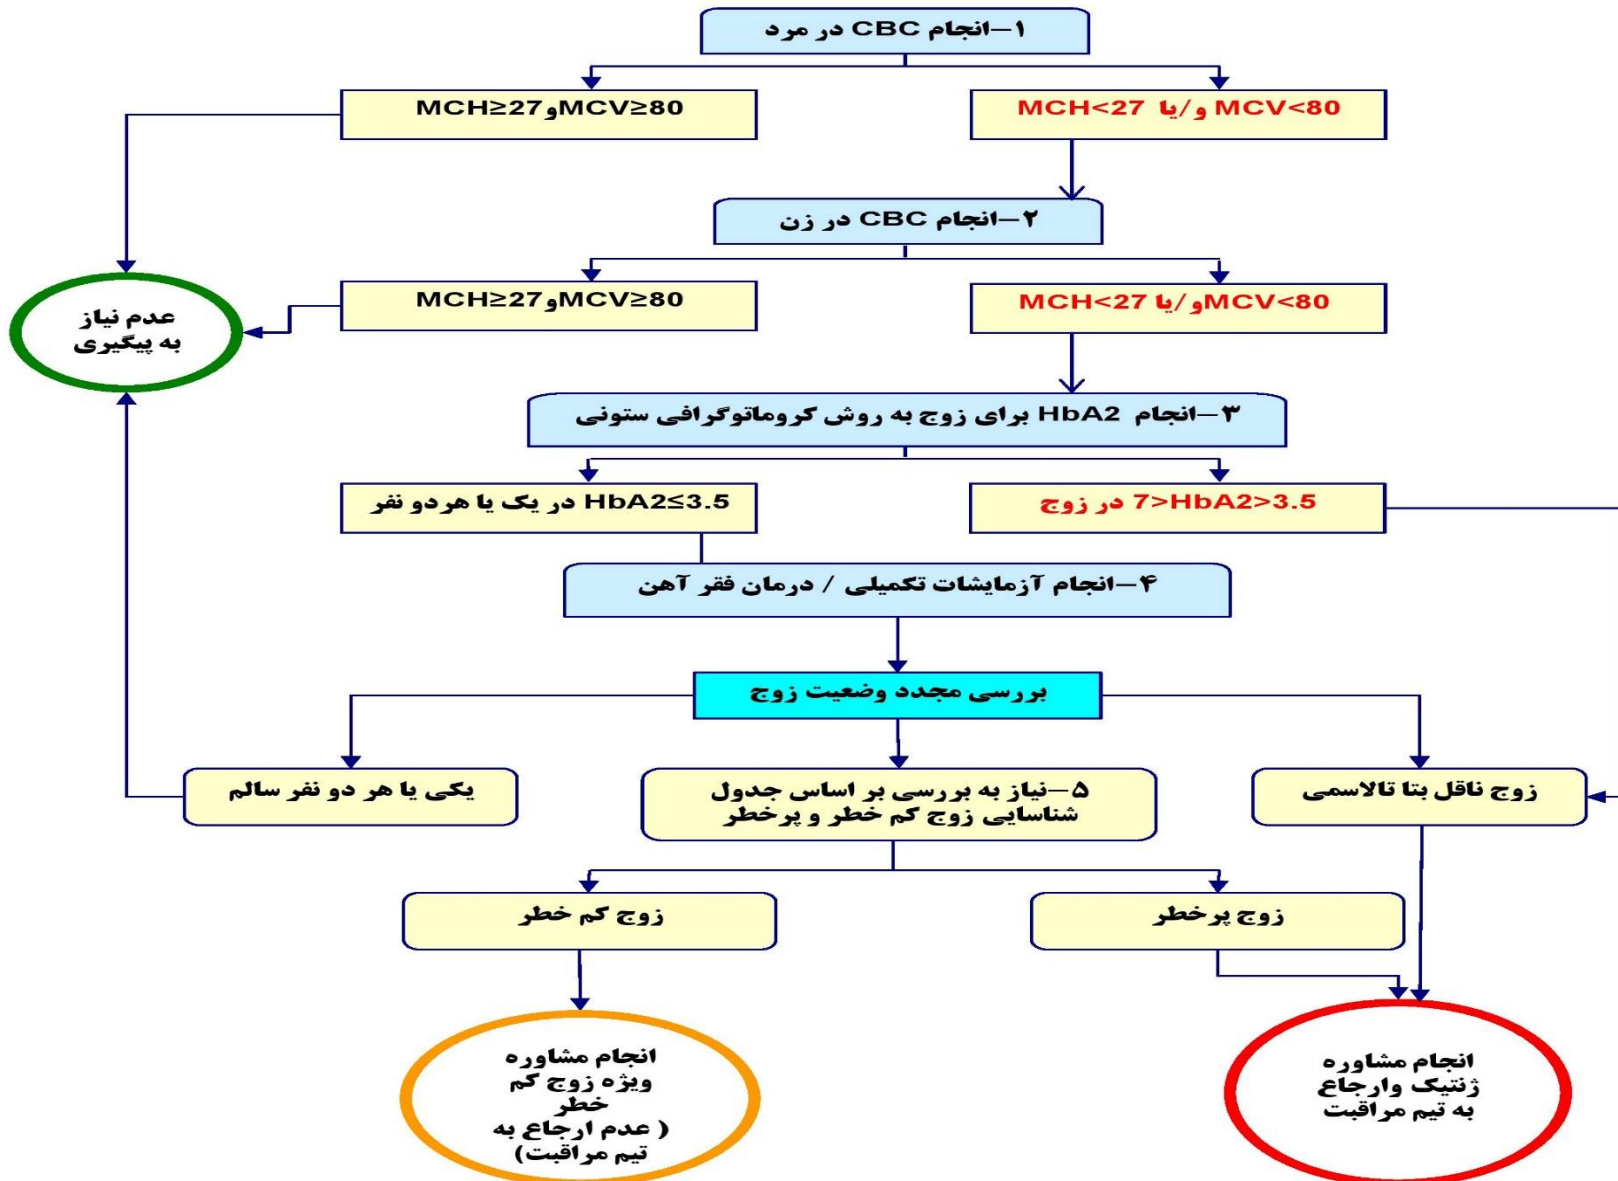 ۱–انجام CBC در مرد
MCH≥27وMCV≥80
MCH<27 و/یا MCV<80
۲–انجام CBC در زن
MCH≥27وMCV≥80
MCH<27 و/یاMCV<80
عدم نیاز
به پیگیری
۳–انجام HbA2 برای زوج به روش کروماتوگرافی ستونی
HbA2≤3.5 در یک یا هردو نفر
7>HbA2>3.5 در زوج
۴–انجام آزمایشات تکمیلی / درمان فقر آهن
بررسی مجدد وضعیت زوج
یکی یا هر دو نفر سالم
۵–نیاز به بررسی بر اساس جدول
شناسایی زوج کم خطر و پرخطر
زوج ناقل بتا تالاسمی
زوج کم خطر
زوج پرخطر
انجام مشاوره
ویژه زوج کم
خطر
( عدم ارجاع به
تیم مراقبت)
انجام مشاوره
ژنتیک وارجاع
به تیم مراقبت